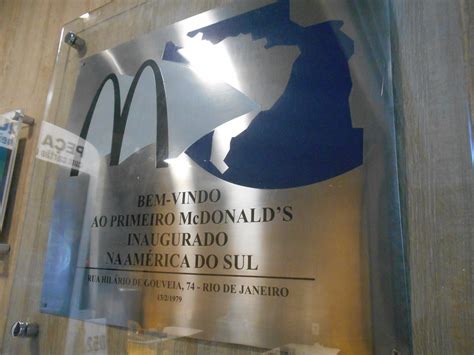 BEM-VINDO
AO PRIMEIRO McDONALD'S
INAUGURADO
NA AMÉRICA DO SUL
RUA HILÁRIO DE GOUVEIA, 74 - RIO DE JANEIRO
13/2/1979
PEÇA